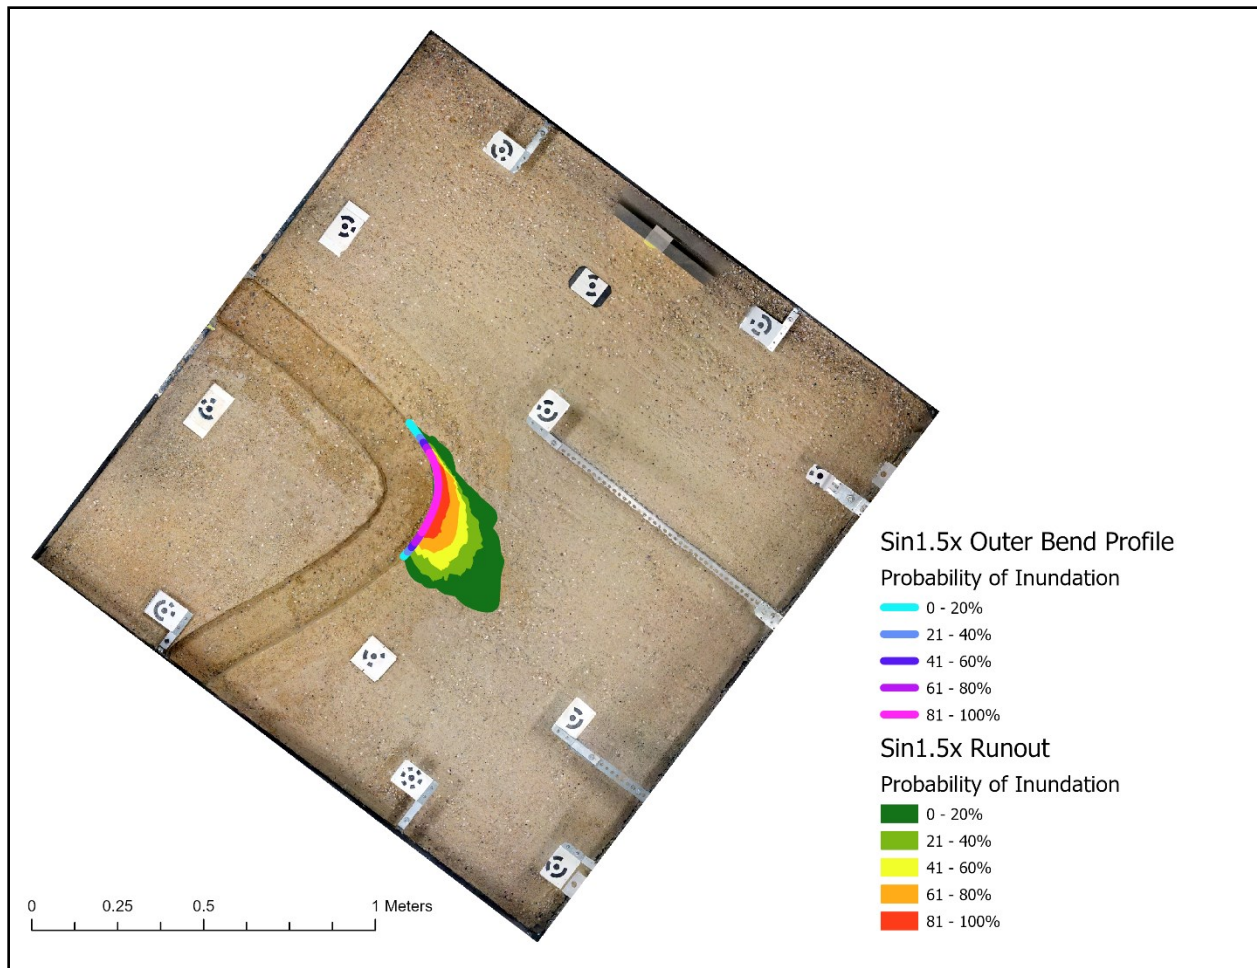 Sin1.5x Outer Bend Profile
Probability of Inundation
0 - 20%
21 - 40%
41 - 60%
61 - 80%
81 - 100%
Sin1.5x Runout
Probability of Inundation
0 - 20%
21 - 40%
41 - 60%
61 - 80%
81 - 100%
0 0.25 0.5 1 Meters